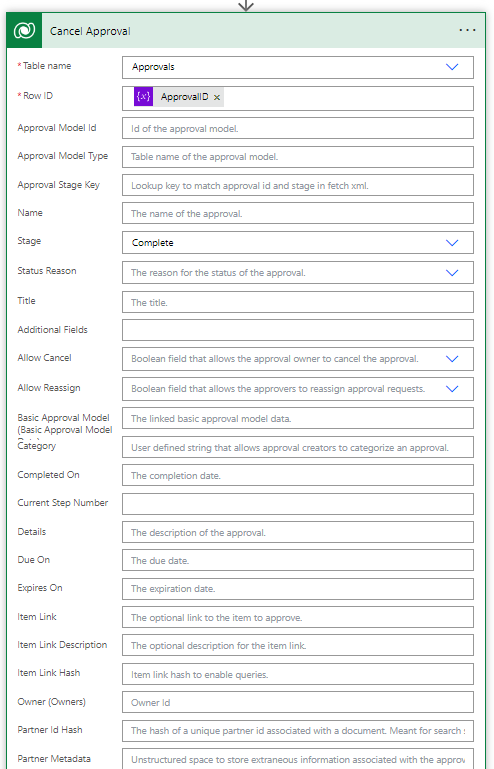 Cancel Approval
...
* Table name Approvals
* Row ID {x} ApprovalID ×
Approval Model Id Id of the approval model.
Approval Model Type Table name of the approval model.
Approval Stage Key Lookup key to match approval id and stage in fetch xml.
Name The name of the approval.
Stage Complete
Status Reason The reason for the status of the approval.
Title The title.
Additional Fields
Allow Cancel Boolean field that allows the approval owner to cancel the approval.
Allow Reassign Boolean field that allows the approvers to reassign approval requests.
Basic Approval Model The linked basic approval model data.
(Basic Approval Model
Category User defined string that allows approval creators to categorize an approval.
Completed On The completion date.
Current Step Number
Details The description of the approval.
Due On The due date.
Expires On The expiration date.
Item Link The optional link to the item to approve.
Item Link Description The optional description for the item link.
Item Link Hash Item link hash to enable queries.
Owner (Owners) Owner Id
Partner Id Hash The hash of a unique partner id associated with a document. Meant for search
Partner Metadata Unstructured space to store extraneous information associated with the approv